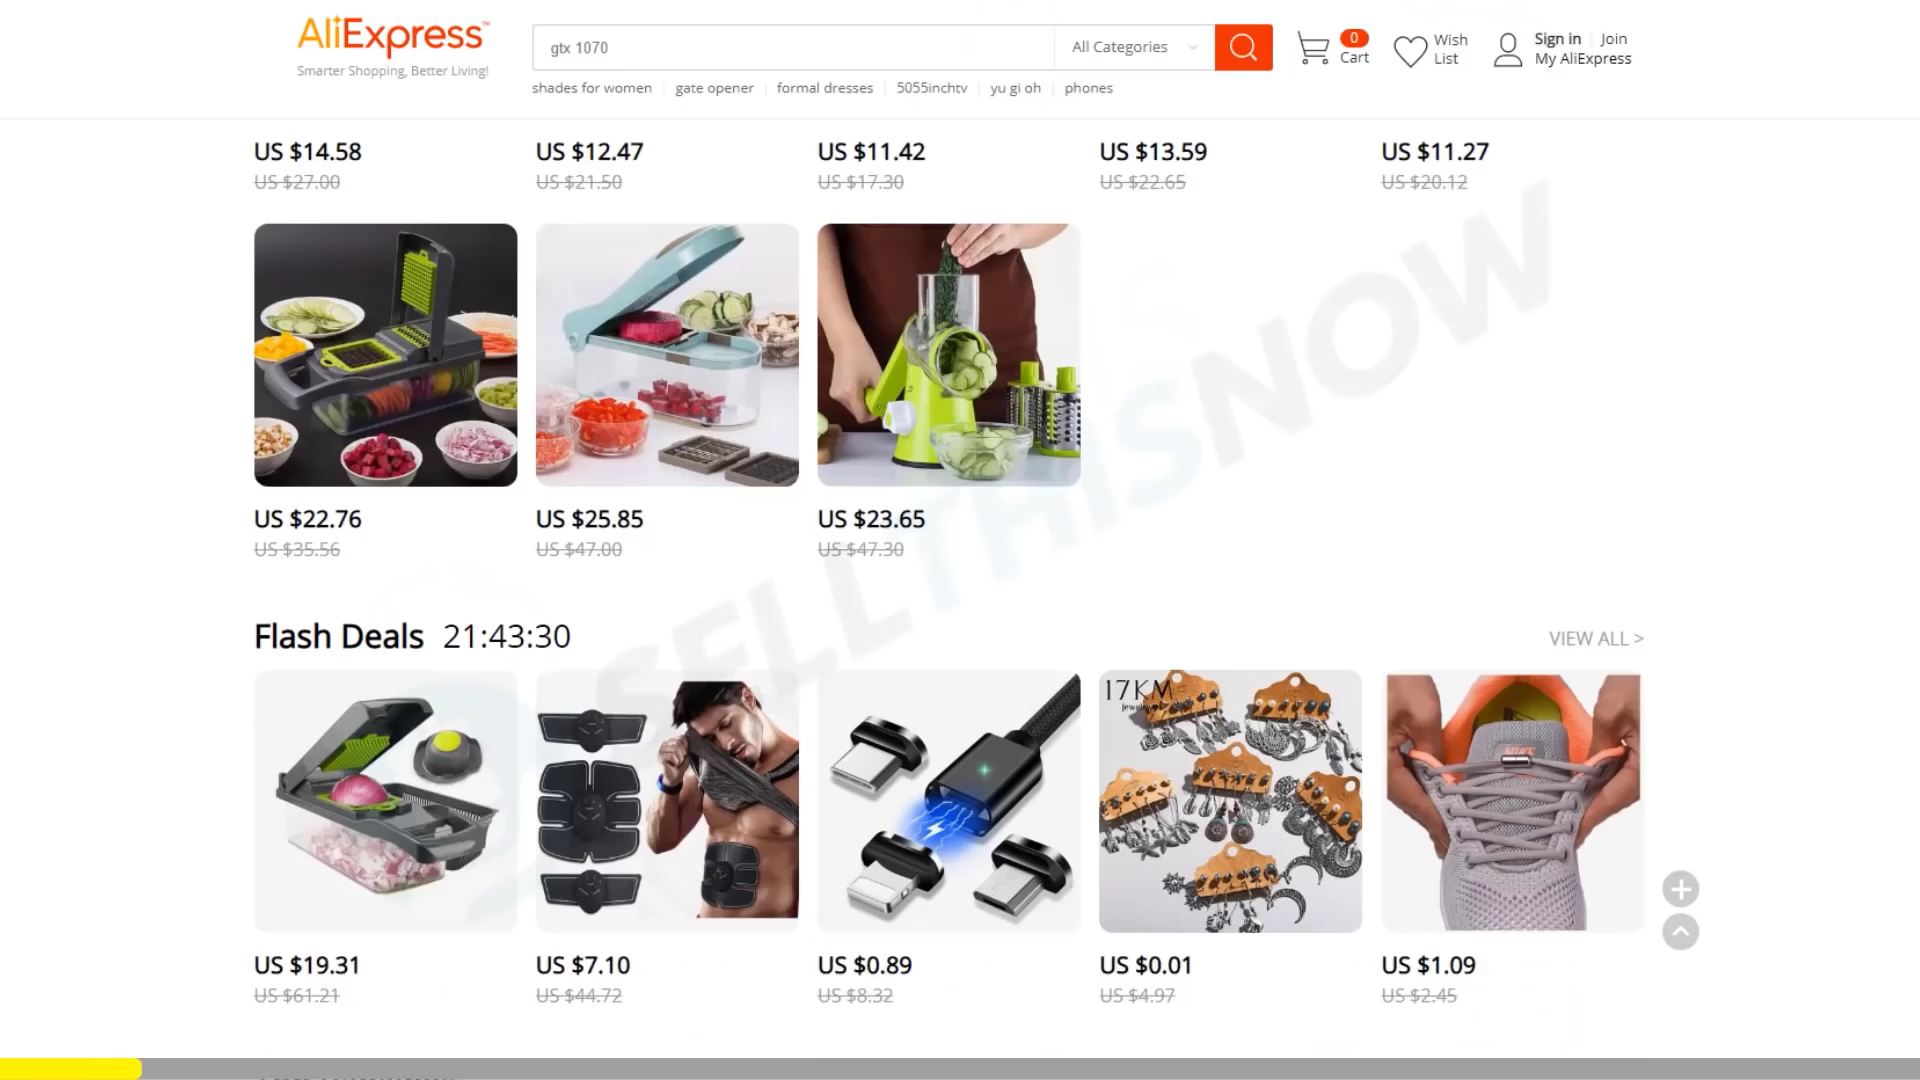 AliExpress™
Smarter Shopping, Better Living!
gtx 1070
All Categories
0
Cart
Wish
List
Sign in
Join
My AliExpress
shades for women
gate opener
formal dresses
5055inchtv
yu gi oh
phones
US $14.58
US $12.47
US $11.42
US $13.59
US $11.27
US $27.00
US $21.50
US $17.30
US $22.65
US $20.12
US $22.76
US $25.85
US $23.65
US $35.56
US $47.00
US $47.30
SELLTHISNOW
Flash Deals 21:43:30
VIEW ALL >
17KM
Jewelry
NIKE
US $19.31
US $7.10
US $0.89
US $0.01
US $1.09
US $61.21
US $44.72
US $8.32
US $4.97
US $2.45